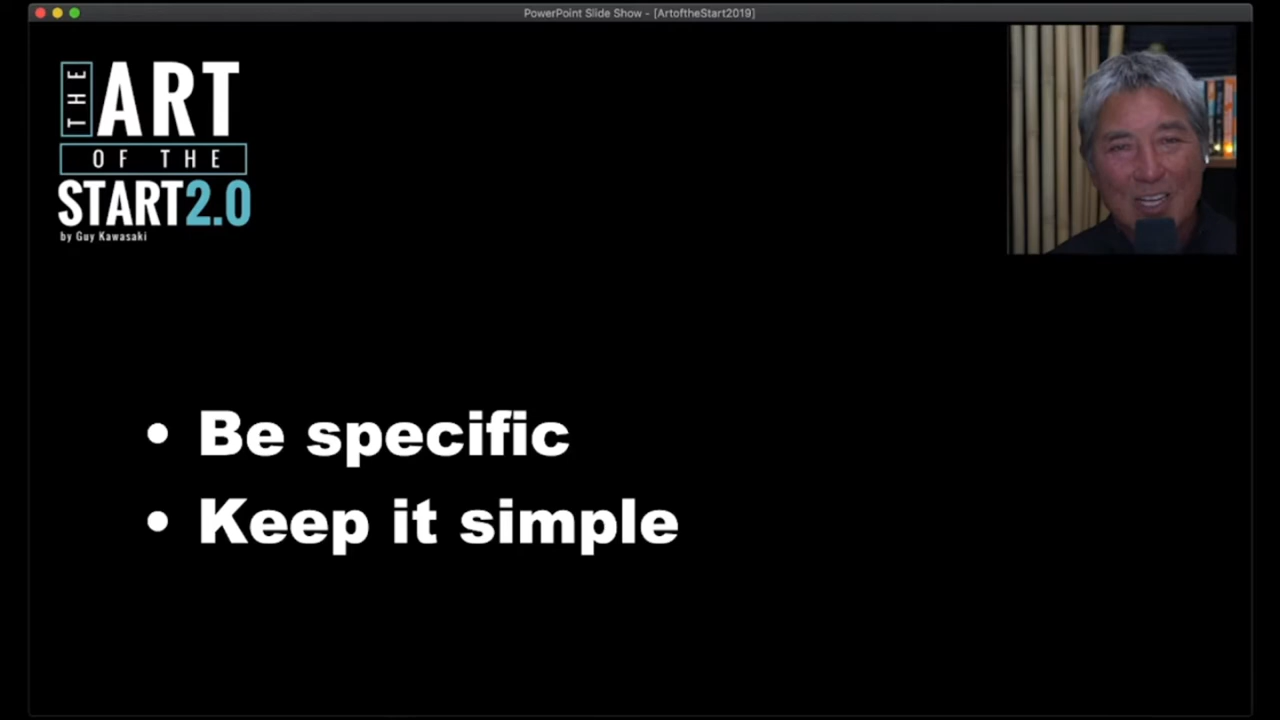 PowerPoint Slide Show - [ArtoftheStart2019]
THE
ART
OF THE
START2.0
by Guy Kawasaki
• Be specific
• Keep it simple